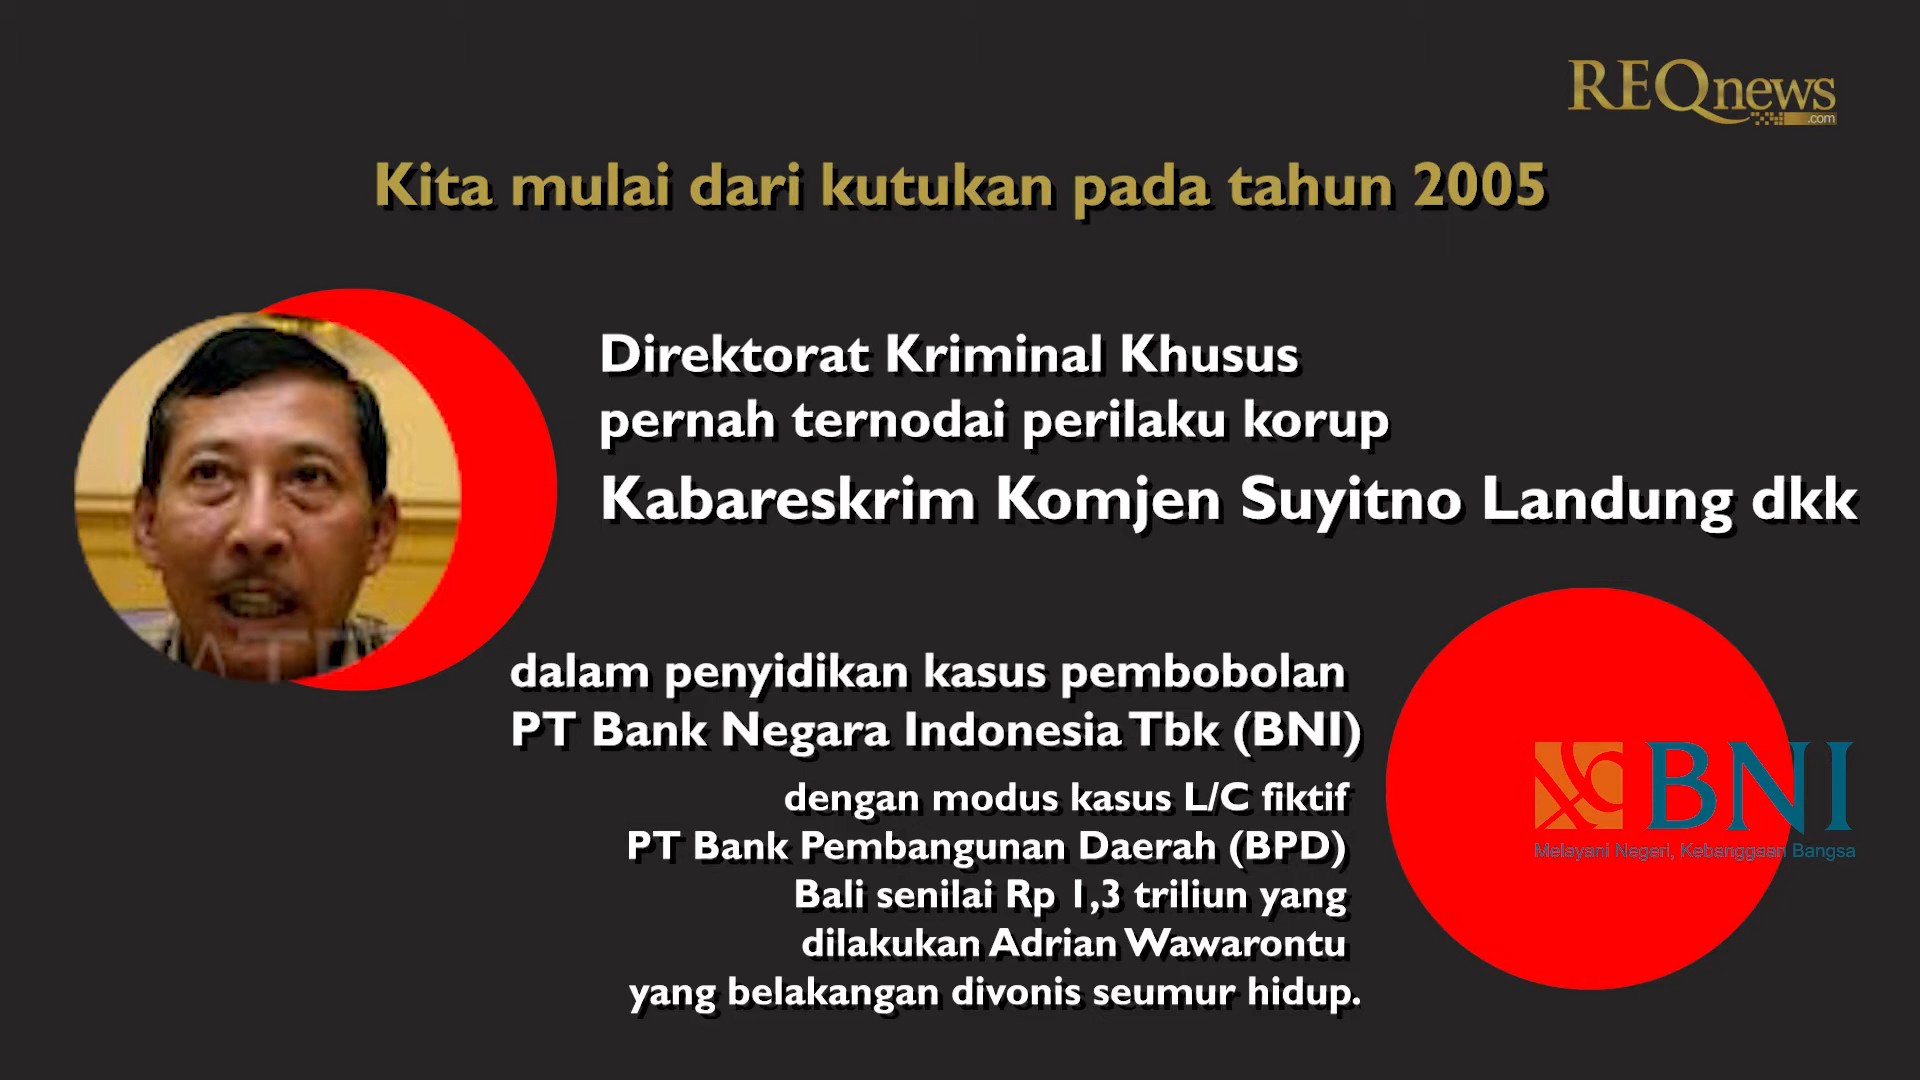 REQnews
.com
Kita mulai dari kutukan pada tahun 2005
Direktorat Kriminal Khusus
pernah ternodai perilaku korup
Kabareskrim Komjen Suyitno Landung dkk
dalam penyidikan kasus pembobolan
PT Bank Negara Indonesia Tbk (BNI)
dengan modus kasus L/C fiktif
PT Bank Pembangunan Daerah (BPD)
Bali senilai Rp 1,3 triliun yang
dilakukan Adrian Wawarontu
yang belakangan divonis seumur hidup.
BNI
Melayani Negeri, Kebanggaan Bangsa